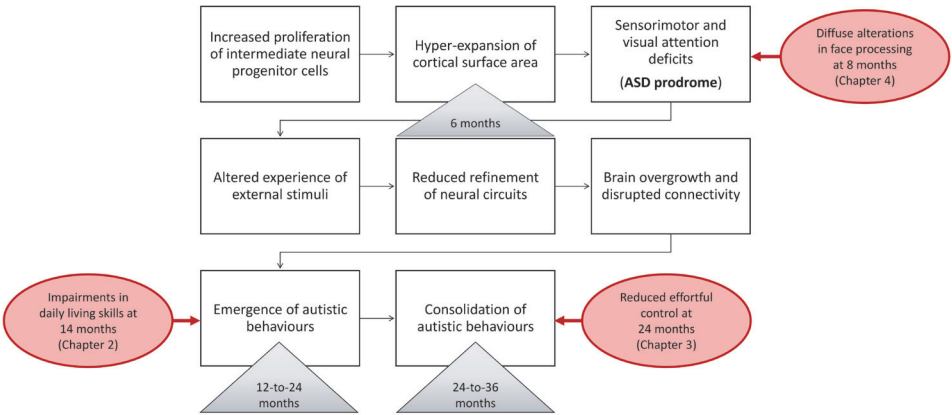 Increased proliferation
of intermediate neural
progenitor cells
Hyper-expansion of
cortical surface area
Sensorimotor and
visual attention
deficits
(ASD prodrome)
Diffuse alterations
in face processing
at 8 months
(Chapter 4)
6 months
Altered experience of
external stimuli
Reduced refinement
of neural circuits
Brain overgrowth and
disrupted connectivity
Impairments in
daily living skills at
14 months
(Chapter 2)
Emergence of autistic
behaviours
Consolidation of
autistic behaviours
Reduced effortful
control at
24 months
(Chapter 3)
12-to-24
months
24-to-36
months